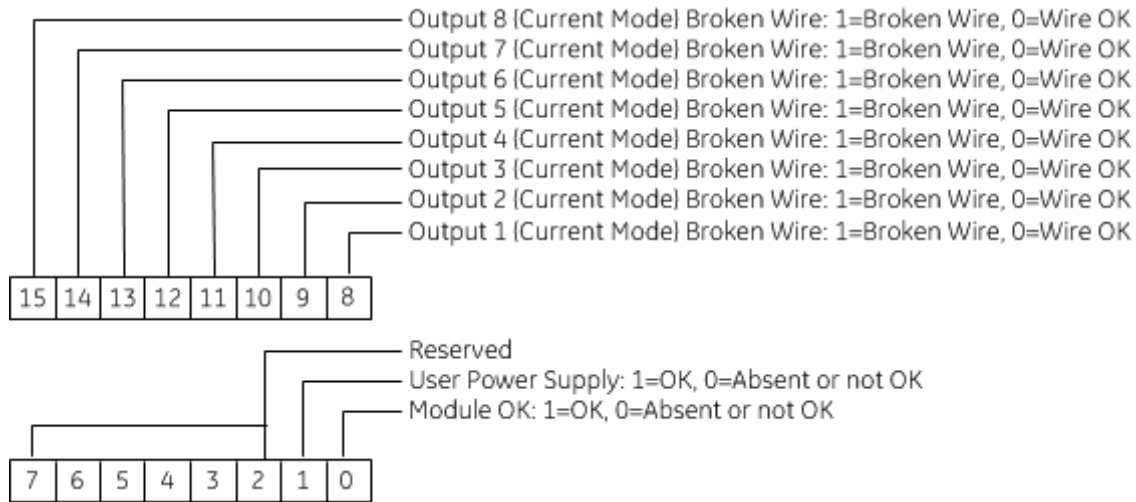 Output 8 (Current Mode) Broken Wire: 1=Broken Wire, 0=Wire OK
Output 7 (Current Mode) Broken Wire: 1=Broken Wire, 0=Wire OK
Output 6 (Current Mode) Broken Wire: 1=Broken Wire, 0=Wire OK
Output 5 (Current Mode) Broken Wire: 1=Broken Wire, 0=Wire OK
Output 4 (Current Mode) Broken Wire: 1=Broken Wire, 0=Wire OK
Output 3 (Current Mode) Broken Wire: 1=Broken Wire, 0=Wire OK
Output 2 (Current Mode) Broken Wire: 1=Broken Wire, 0=Wire OK
Output 1 (Current Mode) Broken Wire: 1=Broken Wire, 0=Wire OK
15 14 13 12 11 10 9 8
Reserved
User Power Supply: 1=OK, 0=Absent or not OK
Module OK: 1=OK, 0=Absent or not OK
7 6 5 4 3 2 1 0